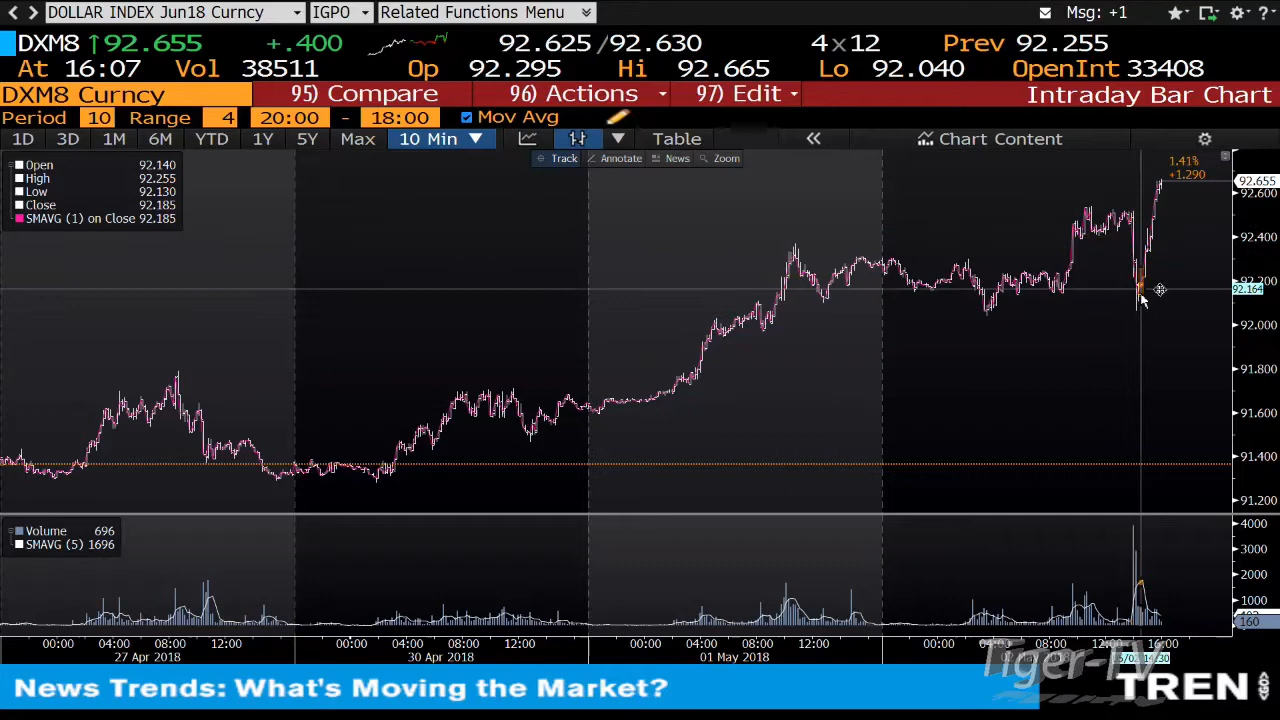 DOLLAR INDEX Jun18 Curncy IGPO Related Functions Menu Msg: +1
DXM8 ↑92.655 +.400 92.625/92.630 4x12 Prev 92.255
At 16:07 Vol 38511 Op 92.295 Hi 92.665 Lo 92.040 OpenInt 33408
DXM8 Curncy 95) Compare 96) Actions 97) Edit Intraday Bar Chart
Period 10 Range 4 20:00 - 18:00 Mov Avg
1D 3D 1M 6M YTD 1Y 5Y Max 10 Min Table « Chart Content
Track Annotate News Zoom
Open 92.140
High 92.255
Low 92.130
Close 92.185
SMAVG (1) on Close 92.185
1.41%
+1.290
92.655
92.600
92.400
92.200
92.164
92.000
91.800
91.600
91.400
91.200
Volume 696
SMAVG (5) 1696
4000
3000
2000
1000
160
00:00 04:00 08:00 12:00 00:00 04:00 08:00 12:00 00:00 04:00 08:00 12:00 00:00 04:00 08:00 12:00 16:00
27 Apr 2018 30 Apr 2018 01 May 2018
Tiger-TV
News Trends: What's Moving the Market?
TREN